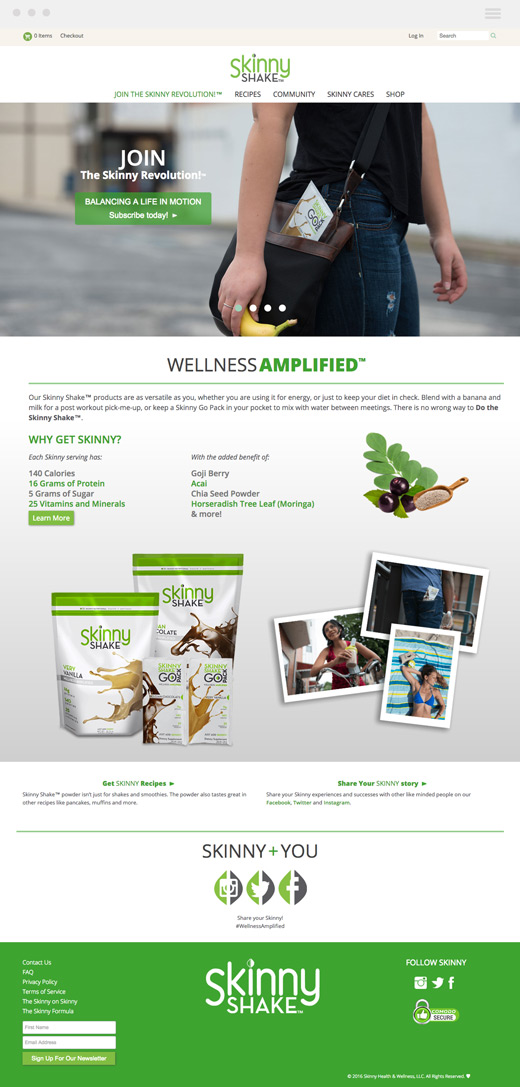 0 Items
Checkout
Log In
Search
Skinny
SHAKE™
JOIN THE SKINNY REVOLUTION!™
RECIPES
COMMUNITY
SKINNY CARES
SHOP
JOIN
The Skinny Revolution!™
BALANCING A LIFE IN MOTION
Subscribe today! ►
WELLNESS AMPLIFIED™
Our Skinny Shake™ products are as versatile as you, whether you are using it for energy, or just to keep your diet in check. Blend with a banana and
milk for a post workout pick-me-up, or keep a Skinny Go Pack in your pocket to mix with water between meetings. There is no wrong way to Do the
Skinny Shake™.
WHY GET SKINNY?
Each Skinny serving has:
140 Calories
16 Grams of Protein
5 Grams of Sugar
25 Vitamins and Minerals
Learn More
With the added benefit of:
Goji Berry
Acai
Chia Seed Powder
Horseradish Tree Leaf (Moringa)
& more!
Skinny
SHAKE
Skinny
SHAKE
VERY
VANILLA
SKINNY
SHAKE
GO
PACK
SKINNY
SHAKE
GO
PACK
Get SKINNY Recipes ►
Skinny Shake™ powder isn't just for shakes and smoothies. The powder also tastes great in
other recipes like pancakes, muffins and more.
Share Your SKINNY story ►
Share your Skinny experiences and successes with other like minded people on our
Facebook, Twitter and Instagram.
SKINNY + YOU
Share your Skinny!
#WellnessAmplified
Contact Us
FAQ
Privacy Policy
Terms of Service
The Skinny on Skinny
The Skinny Formula
First Name
Email Address
Sign Up For Our Newsletter
Skinny
SHAKE™
FOLLOW SKINNY
COMODO
SECURE
© 2016 Skinny Health & Wellness, LLC. All Rights Reserved.